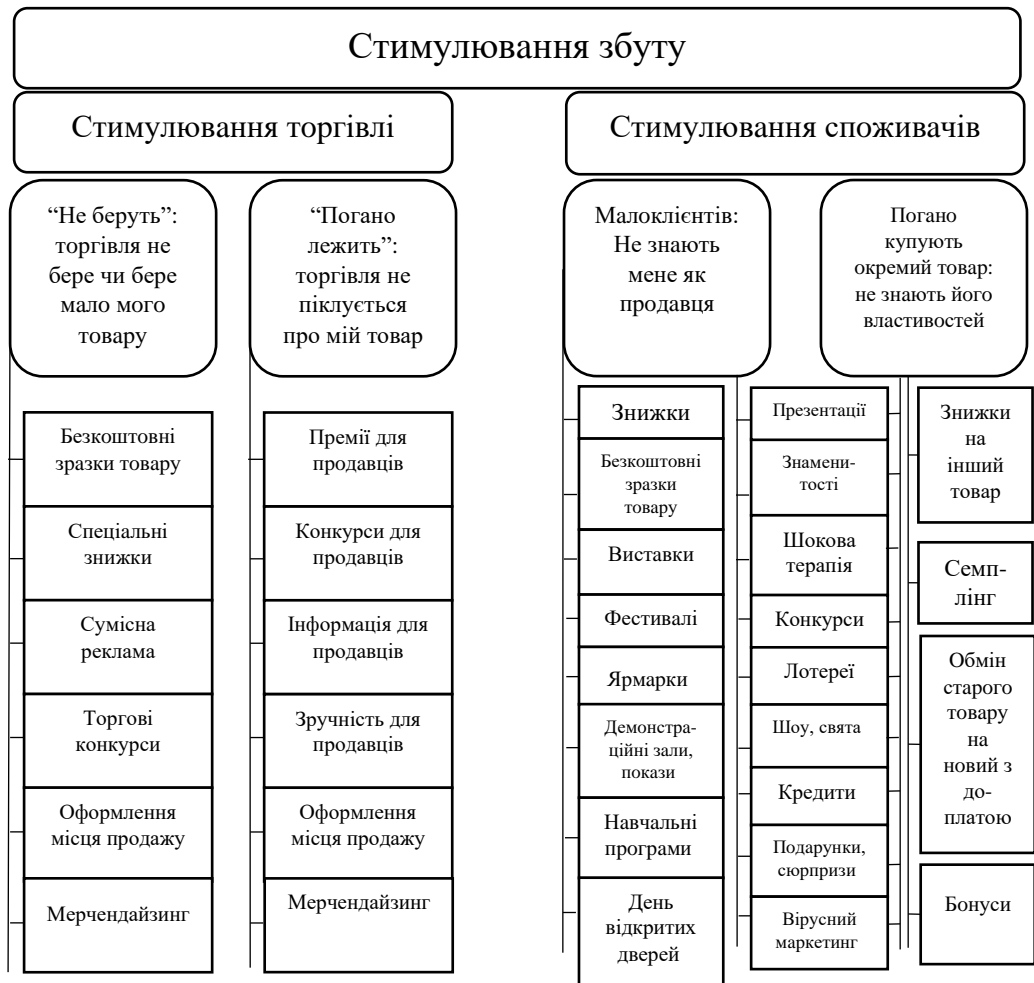 Стимулювання збуту
Стимулювання торгівлі
Стимулювання споживачів
“Не беруть”:
торгівля не
бере чи бере
мало мого
товару
“Погано
лежить”:
торгівля не
піклується
про мій товар
Малоклієнтів:
Не знають
мене як
продавця
Погано
купують
окремий товар:
не знають його
властивостей
Безкоштовні
зразки товару
Спеціальні
знижки
Сумісна
реклама
Торгові
конкурси
Оформлення
місця продажу
Мерчендайзинг
Премії для
продавців
Конкурси для
продавців
Інформація для
продавців
Зручність для
продавців
Оформлення
місця продажу
Мерчендайзинг
Знижки
Безкоштовні
зразки
товару
Виставки
Фестивалі
Ярмарки
Демонстра-
ційні зали,
покази
Навчальні
програми
День
відкритих
дверей
Презентації
Знамени-
тості
Шокова
терапія
Конкурси
Лотереї
Шоу, свята
Кредити
Подарунки,
сюрпризи
Вірусний
маркетинг
Знижки
на
інший
товар
Семп-
лінг
Обмін
старого
товару
на
новий з
до-
платою
Бонуси